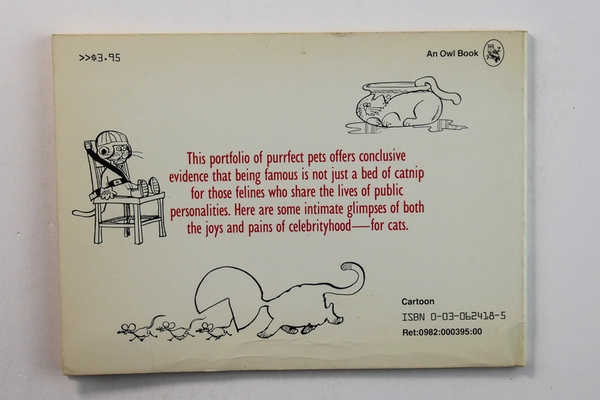 >>$3.95
An Owl Book
This portfolio of purrfect pets offers conclusive
evidence that being famous is not just a bed of catnip
for those felines who share the lives of public
personalities. Here are some intimate glimpses of both
the joys and pains of celebrityhood—for cats.
Cartoon
ISBN 0-03-062418-5
Ret:0982:000395:00